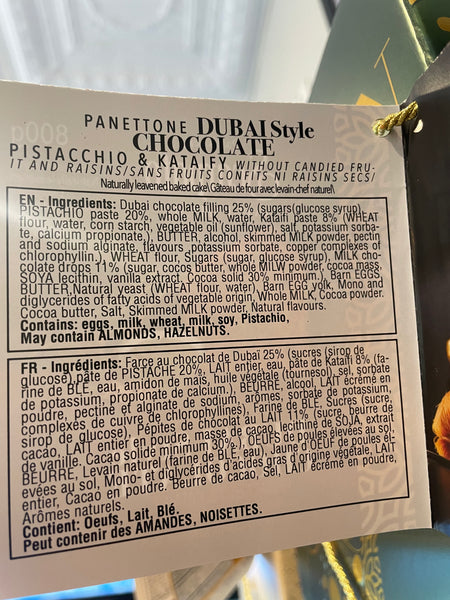 p008
PANETTONE DUBAI Style
CHOCOLATE
PISTACCHIO & KATAIFY WITHOUT CANDIED FRU-
IT AND RAISINS/SANS FRUITS CONFITS NI RAISINS SECS/
Naturally leavened baked cake\ Gâteau de four avec levain-chef naturel\
EN - Ingredients: Dubai chocolate filling 25% (sugars(glucose syrup),
PISTACHIO paste 20%, whole MILK, water, Kataifi paste 8% (WHEAT
flour, water, corn starch, vegetable oil (sunflower), salt, potassium sorba-
te, calcium propionate,), BUTTER, alcohol, skimmed MILK powder, pectin
and sodium alginate, flavours ,potassium sorbate, copper complexes of
chlorophyllin.), WHEAT flour, Sugars (sugar, glucose syrup), MILK cho-
colate drops 11% (sugar, cocoa butter, whole MILW powder, cocoa mass,
SOYA lecithin, vanilla extract. Cocoa solid 30% minimum.), Barn EGGS,
BUTTER,Natural yeast (WHEAT flour, water), Barn EGG yolk, Mono and
diglycerides of fatty acids of vegetable origin, Whole MILK, Cocoa powder.
Cocoa butter, Salt, Skimmed MILK powder, Natural flavours.
Contains: eggs, milk, wheat, milk, soy, Pistachio,
May contain ALMONDS, HAZELNUTS.
FR - Ingrédients: Farce au chocolat de Dubaï 25% (sucres (sirop de
glucose),pâte de PISTACHE 20%, LAIT entier, eau, pâte de Kataifi 8% (fa-
rine de BLÉ, eau, amidon de maïs, huile végétale (tournesol), sel, sorbate
de potassium, propionate de calcium.), BEURRE, alcool, LAIT écrémé en
poudre, pectine et alginate de sodium, arômes, sorbate de potassium,
complexes de cuivre de chlorophyllines), Farine de BLÉ, Sucres (sucre,
sirop de glucose), Pépites de chocolat au LAIT 11% (sucre, beurre de
cacao, LAIT entier en poudre, masse de cacao, lécithine de SOJA, extrait
de vanille. Cacao solide minimum 30%), OEUFS de poules élevées au sol,
BEURRE, Levain naturel (farine de BLÉ, eau), Jaune d'OEUF de poules él-
evées au sol, Mono- et diglycérides d'acides gras d'origine végétale, LAIT
entier, Cacao en poudre. Beurre de cacao, Sel, LAIT écrémé en poudre,
Arômes naturels.
Contient: Oeufs, Lait, Blé.
Peut contenir des AMANDES, NOISETTES.